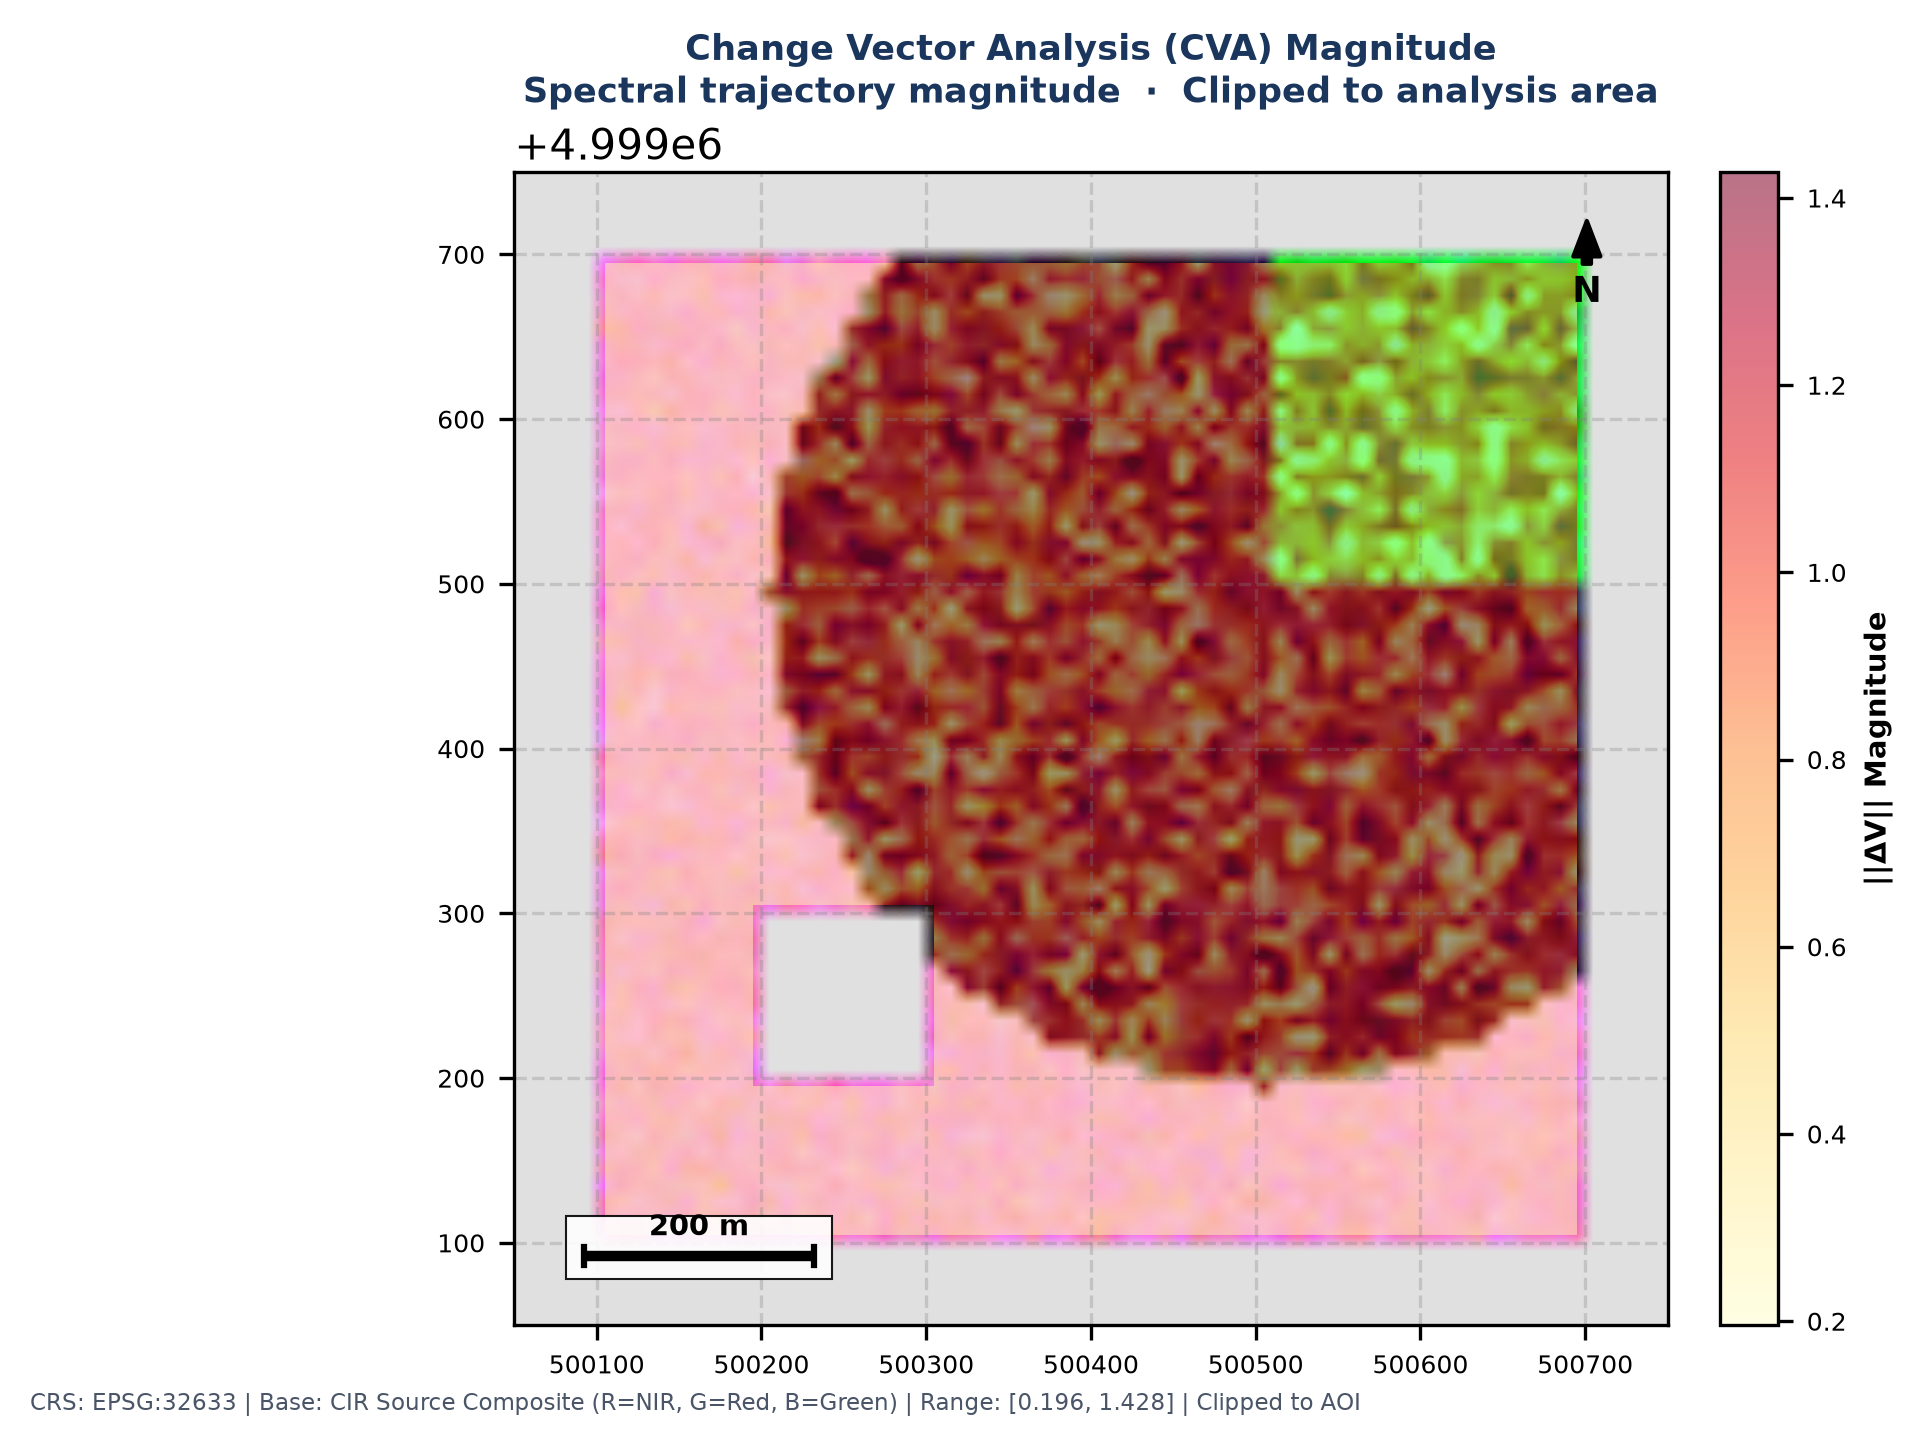 Change Vector Analysis (CVA) Magnitude
Spectral trajectory magnitude · Clipped to analysis area
+4.999e6
N
700
600
500
400
300
200
100
200 m
500100 500200 500300 500400 500500 500600 500700
1.4
1.2
1.0
0.8
0.6
0.4
0.2
||ΔV|| Magnitude
CRS: EPSG:32633 | Base: CIR Source Composite (R=NIR, G=Red, B=Green) | Range: [0.196, 1.428] | Clipped to AOI